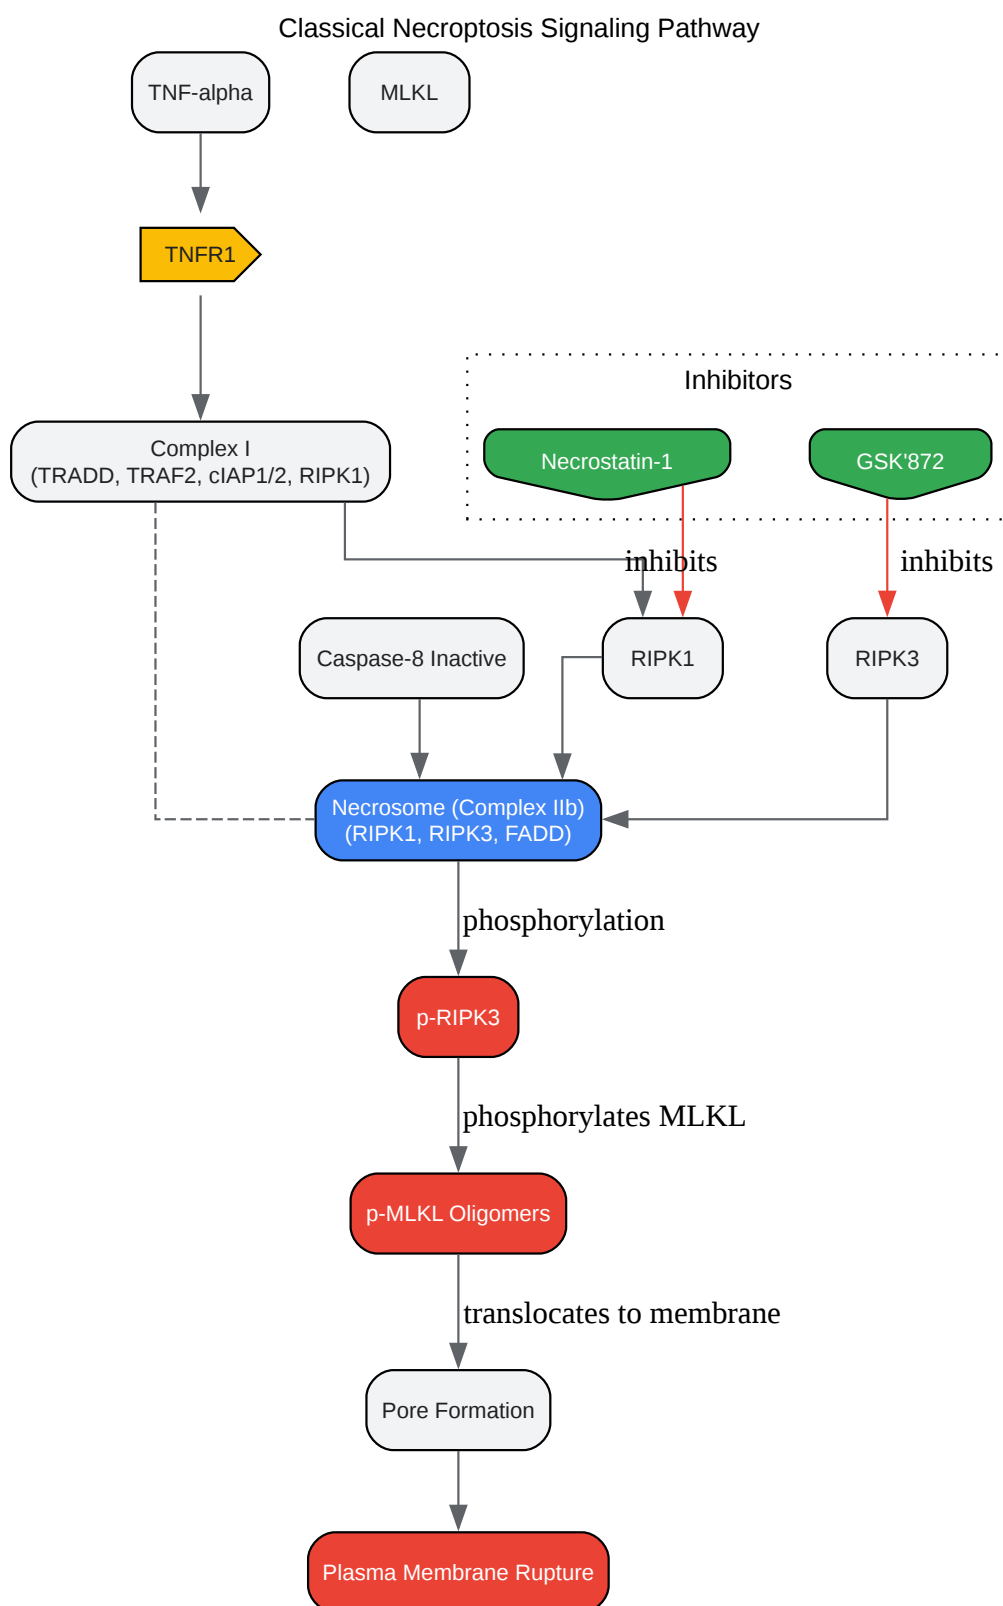 Classical Necroptosis Signaling Pathway
TNF-alpha
MLKL
TNFR1
Inhibitors
Complex I
(TRADD, TRAF2, cIAP1/2, RIPK1)
Necrostatin-1
GSK'872
inhibits
inhibits
Caspase-8 Inactive
RIPK1
RIPK3
Necrosome (Complex IIb)
(RIPK1, RIPK3, FADD)
phosphorylation
p-RIPK3
phosphorylates MLKL
p-MLKL Oligomers
translocates to membrane
Pore Formation
Plasma Membrane Rupture